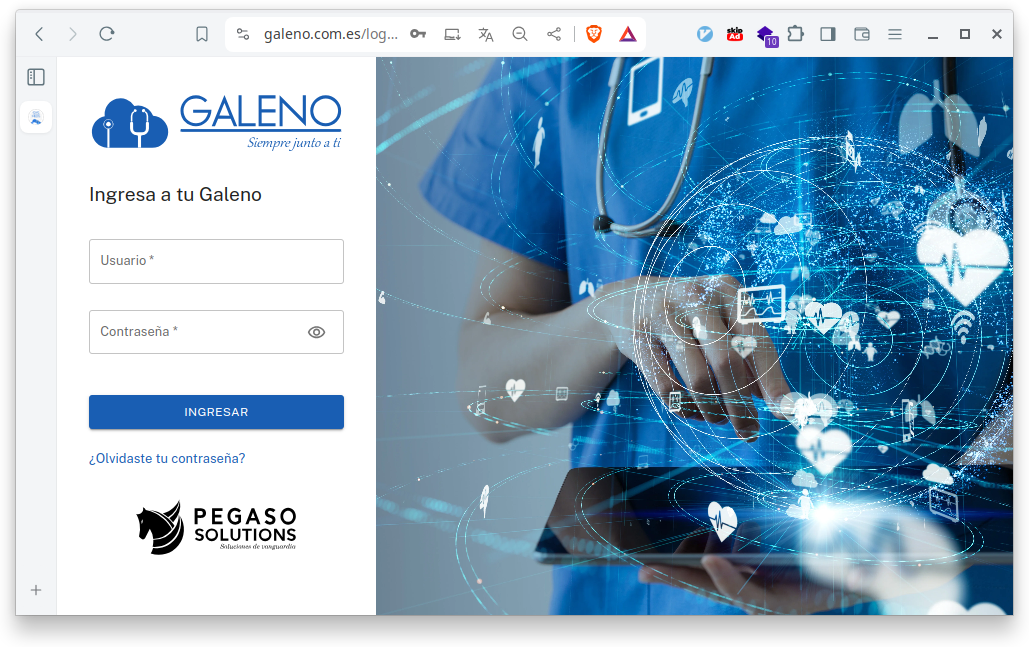 galeno.com.es/log...
skip
Ad
10
GALENO
Siempre junto a ti
Ingresa a tu Galeno
Usuario *
Contraseña *
INGRESAR
¿Olvidaste tu contraseña?
PEGASO
SOLUTIONS
Soluciones de vanguardia